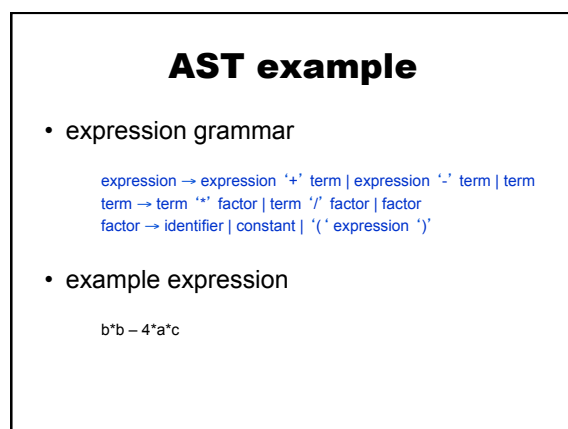 AST example
• expression grammar
expression → expression ‘+’ term | expression ‘-’ term | term
term → term ‘*’ factor | term ‘/’ factor | factor
factor → identifier | constant | ‘( ‘ expression ‘)’
• example expression
b*b – 4*a*c